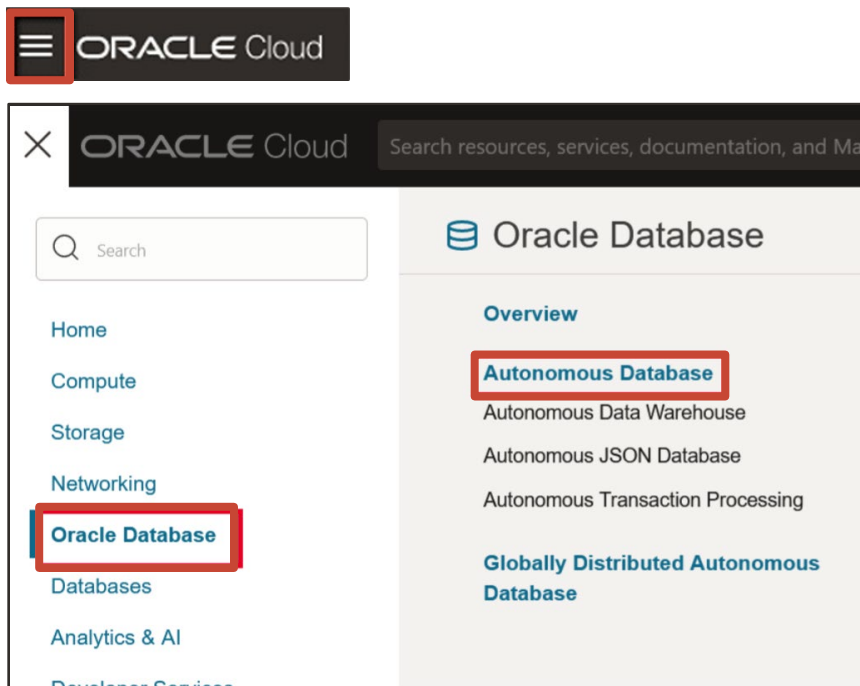 ORACLE Cloud
ORACLE Cloud
Search resources, services, documentation, and Ma
Search
Home
Compute
Storage
Networking
Oracle Database
Databases
Analytics & AI
Developer Services
Oracle Database
Overview
Autonomous Database
Autonomous Data Warehouse
Autonomous JSON Database
Autonomous Transaction Processing
Globally Distributed Autonomous
Database